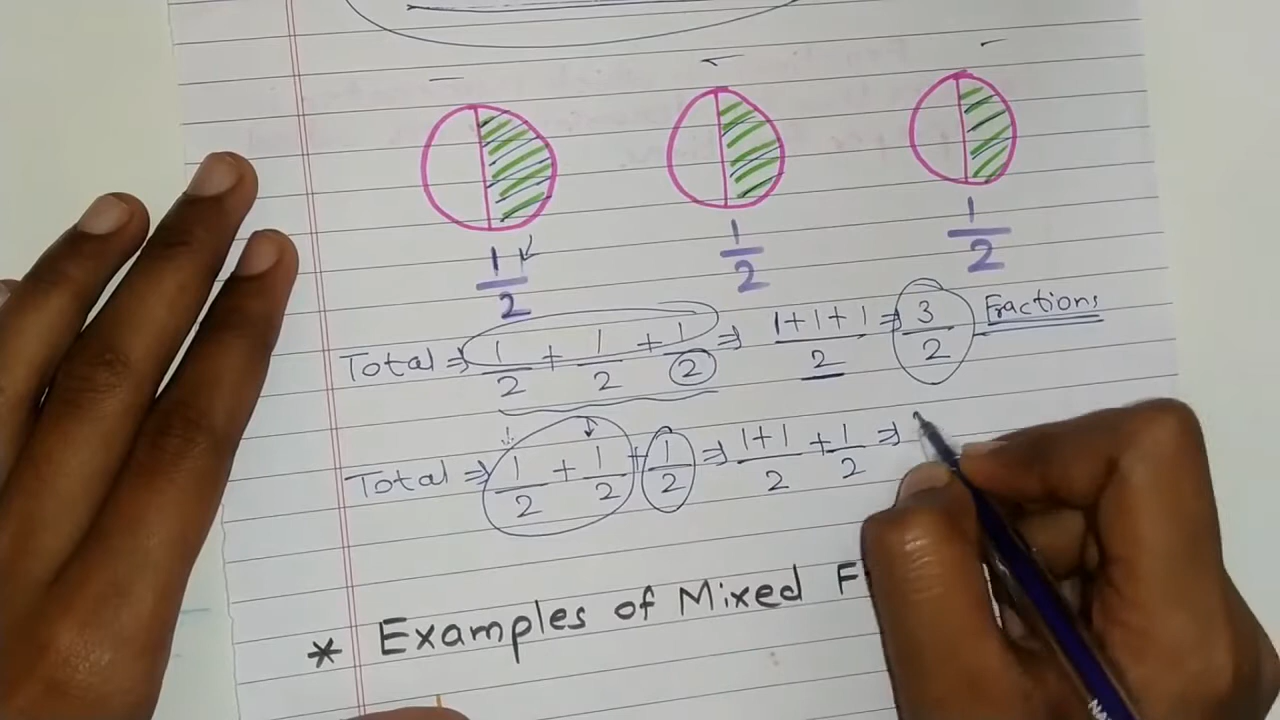 1/2 1/2 1/2
Total ⇒ 1/2 + 1/2 + 1/2 ⇒ 1+1+1/2 ⇒ 3/2 Fractions
Total ⇒ 1/2 + 1/2 + 1/2 ⇒ 1+1/2 + 1/2 ⇒
* Examples of Mixed F